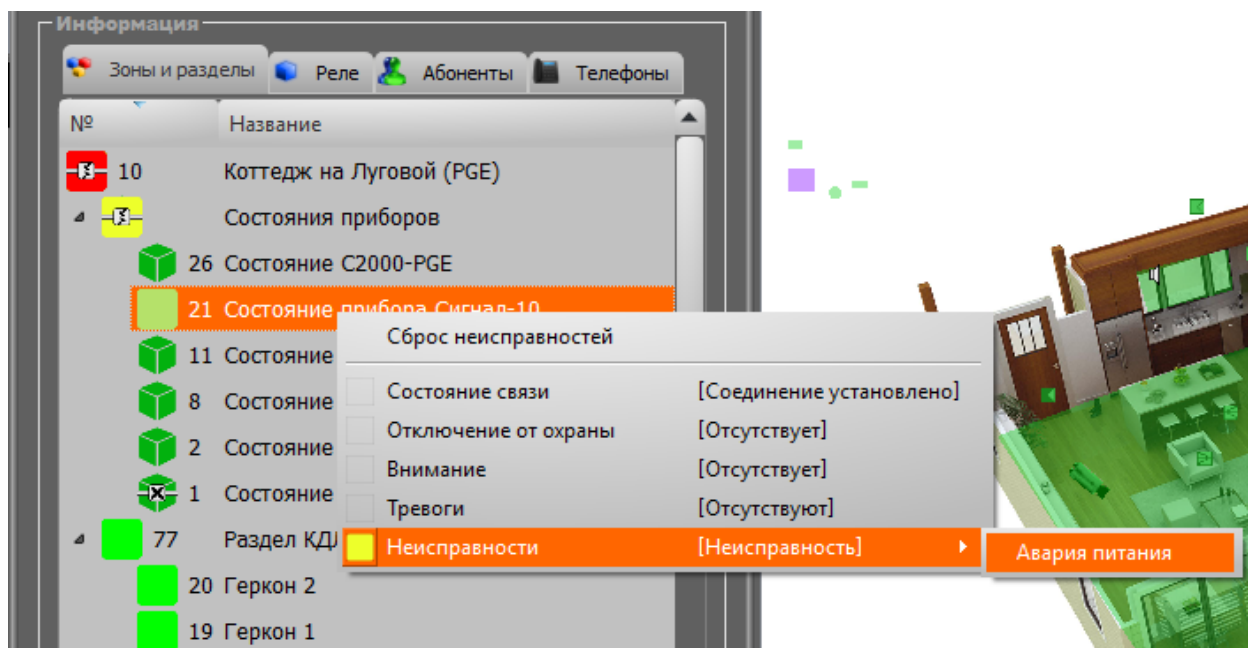 Информация
Зоны и разделы Реле Абоненты Телефоны
№ Название
10 Коттедж на Луговой (PGE)
Состояния приборов
26 Состояние С2000-PGE
21 Состояние прибора Сигнал-10
Сброс неисправностей
11 Состояние
Состояние связи [Соединение установлено]
8 Состояние
Отключение от охраны [Отсутствует]
2 Состояние
Внимание [Отсутствует]
1 Состояние
Тревоги [Отсутствуют]
77 Раздел КДЛ
Неисправности [Неисправность] Авария питания
20 Геркон 2
19 Геркон 1